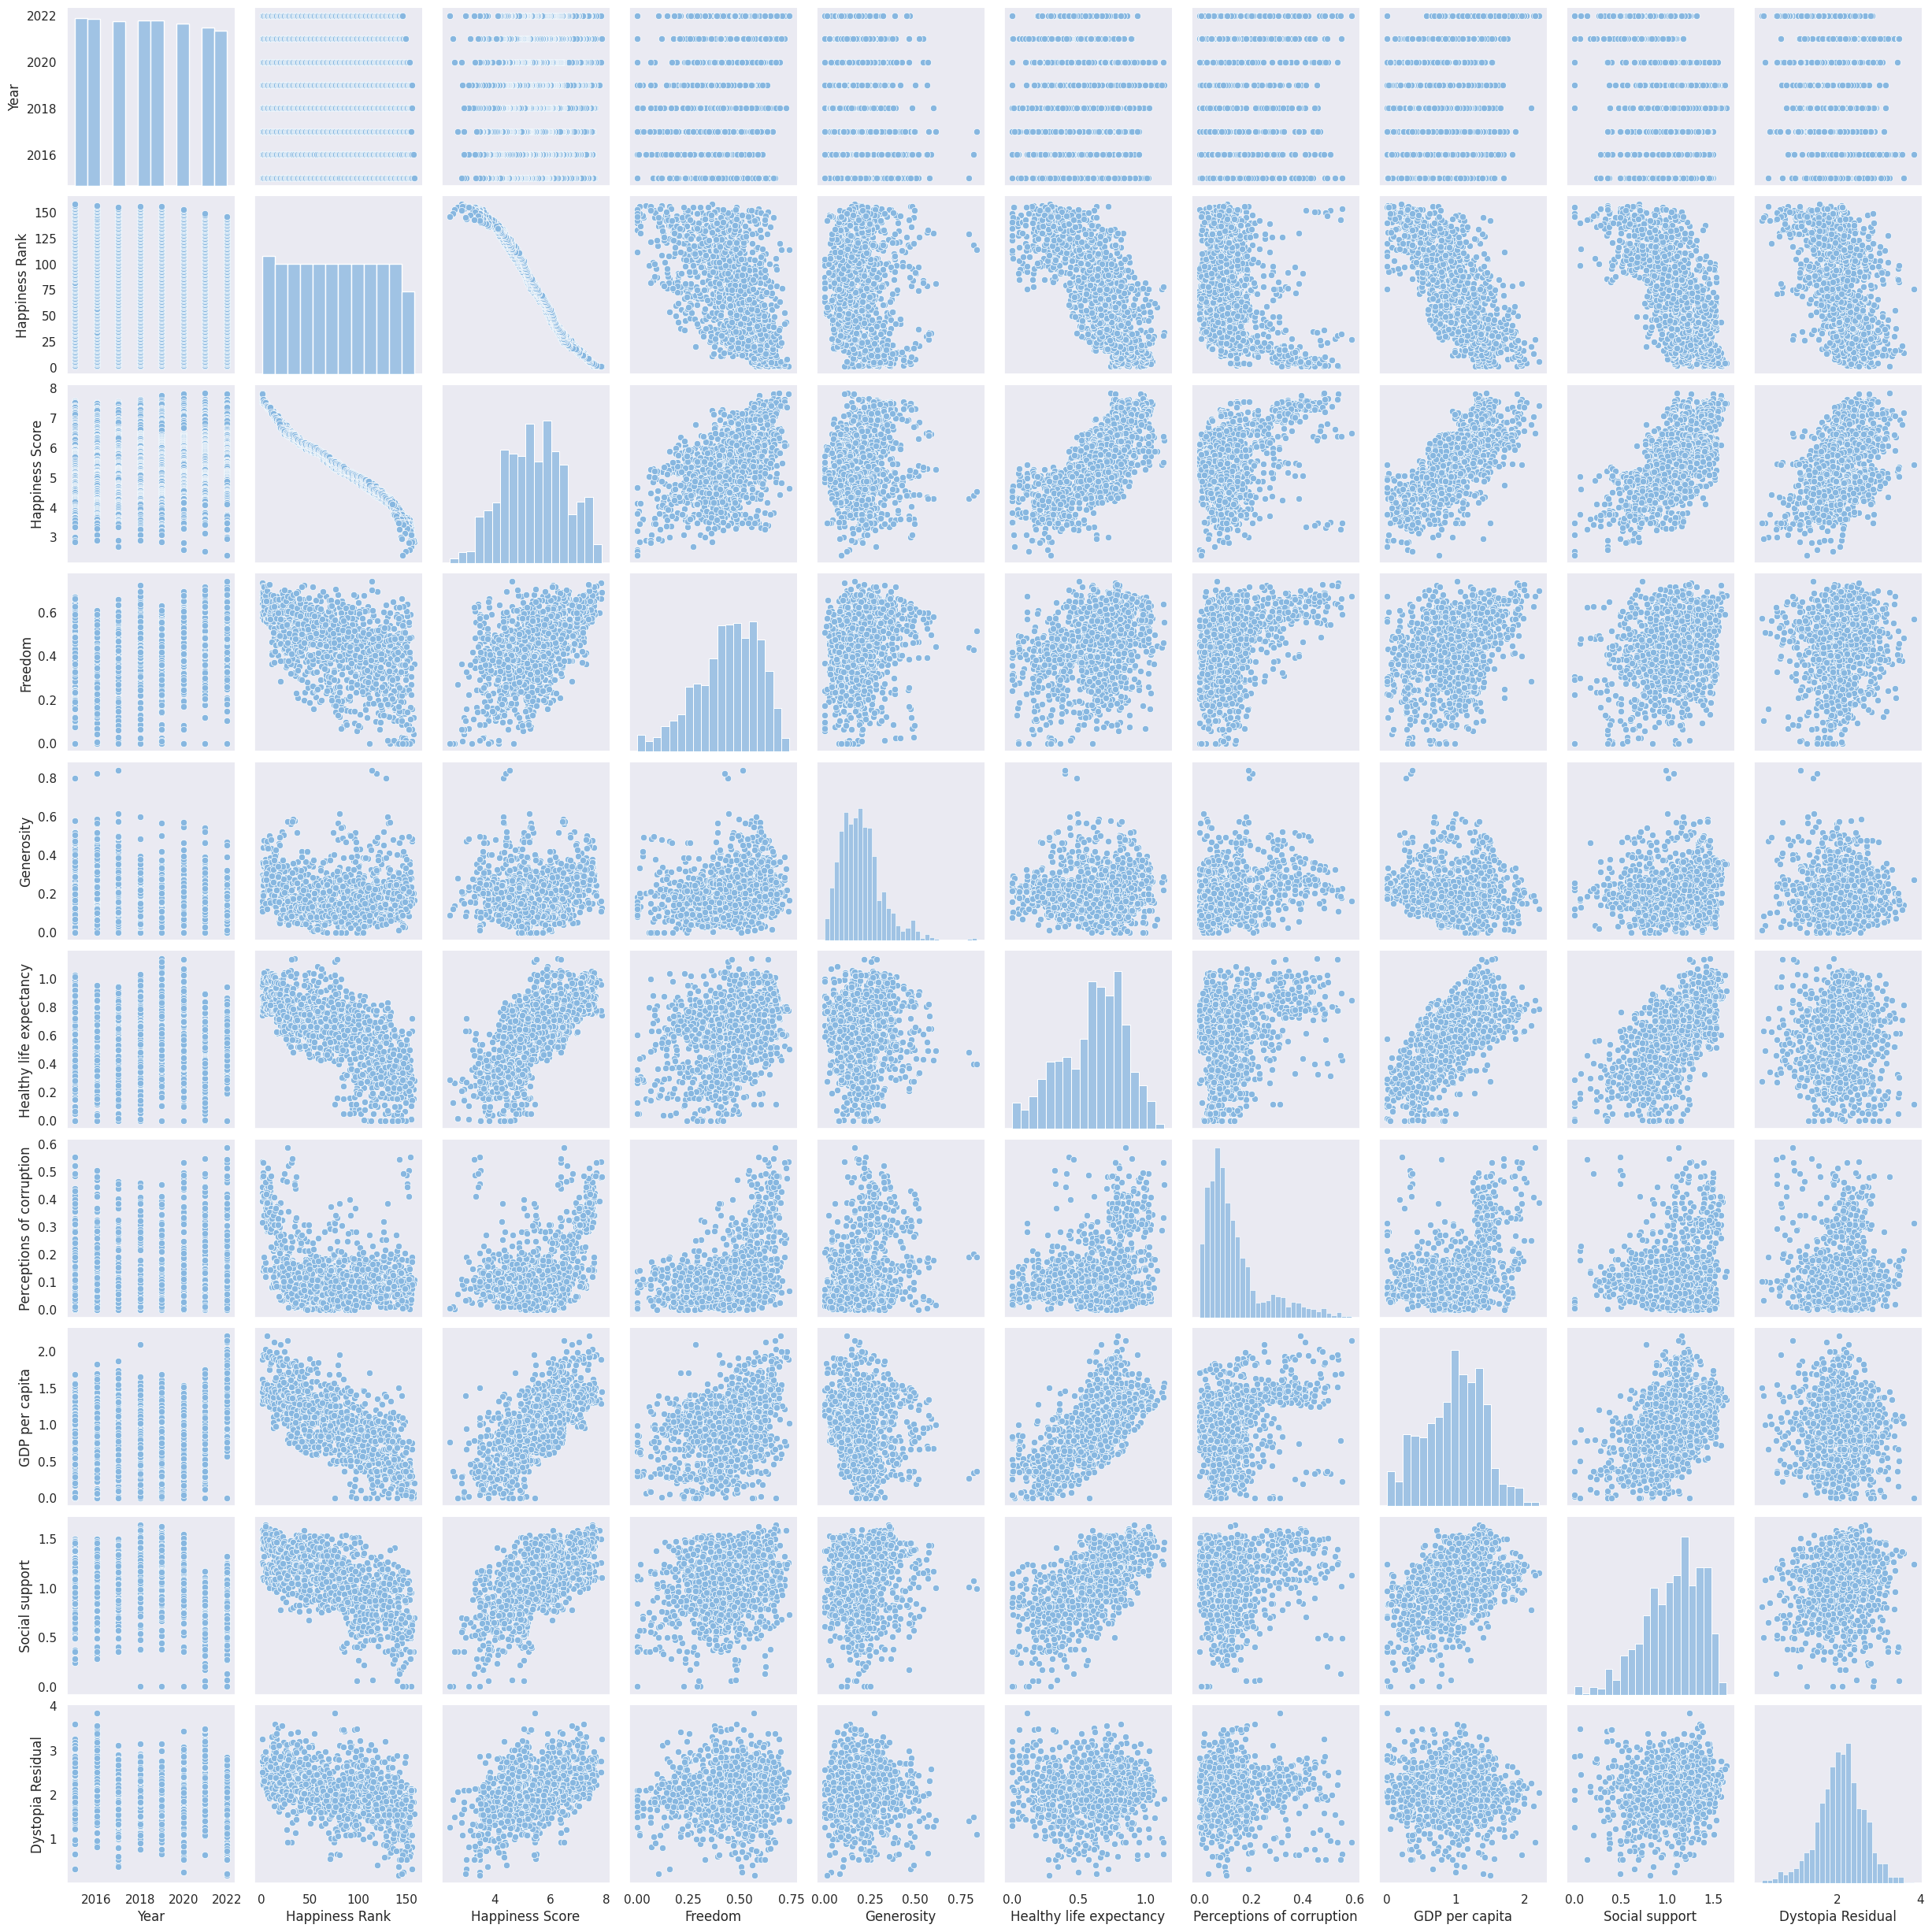 2022
2020
2018
2016
Year
150
125
100
75
50
25
0
Happiness Rank
8
7
6
5
4
3
Happiness Score
0.6
0.4
0.2
0.0
Freedom
0.8
0.6
0.4
0.2
0.0
Generosity
1.0
0.8
0.6
0.4
0.2
0.0
Healthy life expectancy
0.6
0.5
0.4
0.3
0.2
0.1
0.0
Perceptions of corruption
2.0
1.5
1.0
0.5
0.0
GDP per capita
1.5
1.0
0.5
0.0
Social support
4
3
2
1
Dystopia Residual
2016 2018 2020 2022
Year
0 50 100 150
Happiness Rank
4 6 8
Happiness Score
0.00 0.25 0.50 0.75
Freedom
0.00 0.25 0.50 0.75
Generosity
0.0 0.5 1.0
Healthy life expectancy
0.0 0.2 0.4 0.6
Perceptions of corruption
0 1 2
GDP per capita
0.0 0.5 1.0 1.5
Social support
2 4
Dystopia Residual